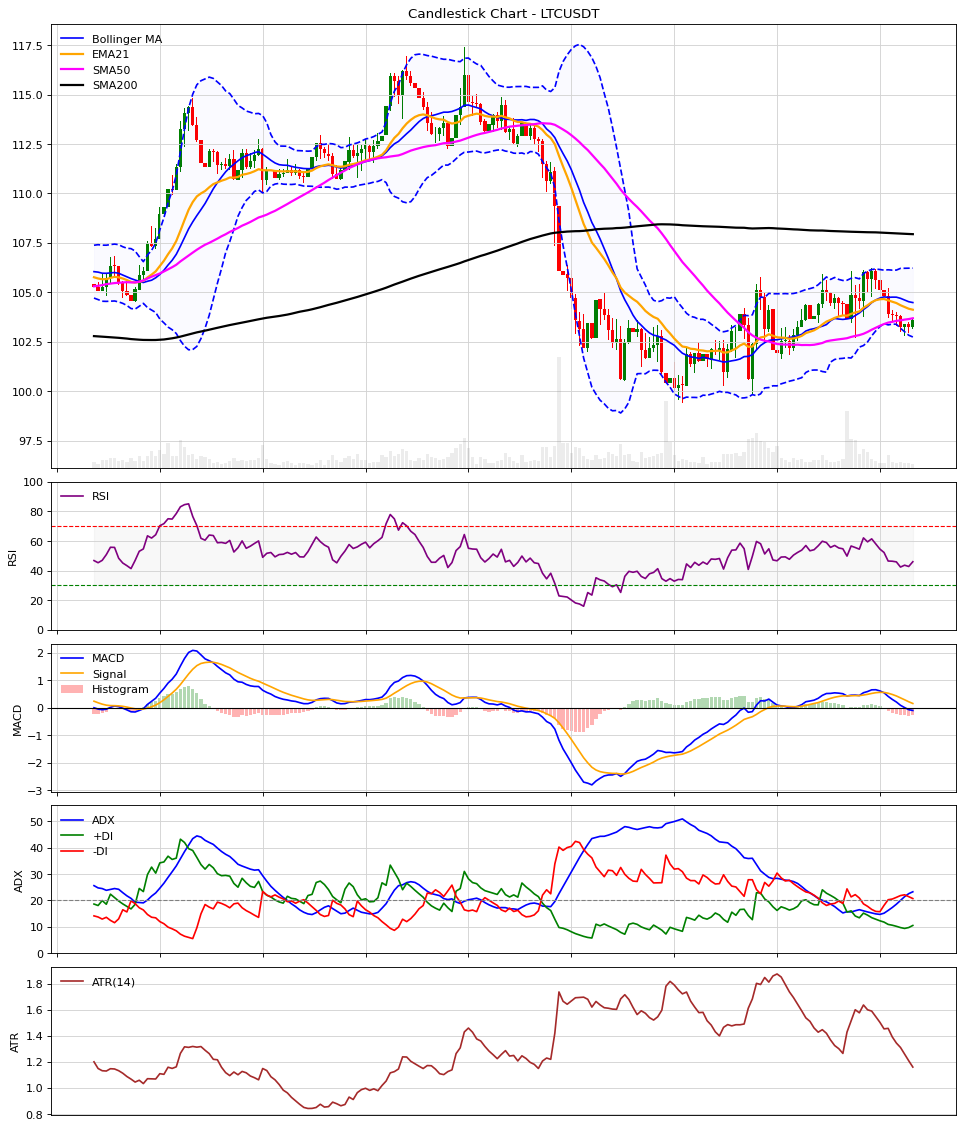 Candlestick Chart - LTCUSDT
Bollinger MA
EMA21
SMA50
SMA200
117.5
115.0
112.5
110.0
107.5
105.0
102.5
100.0
97.5
RSI
RSI
100
80
60
40
20
0
MACD
Signal
Histogram
MACD
2
1
0
−1
−2
−3
ADX
+DI
-DI
ADX
50
40
30
20
10
0
ATR(14)
ATR
1.8
1.6
1.4
1.2
1.0
0.8